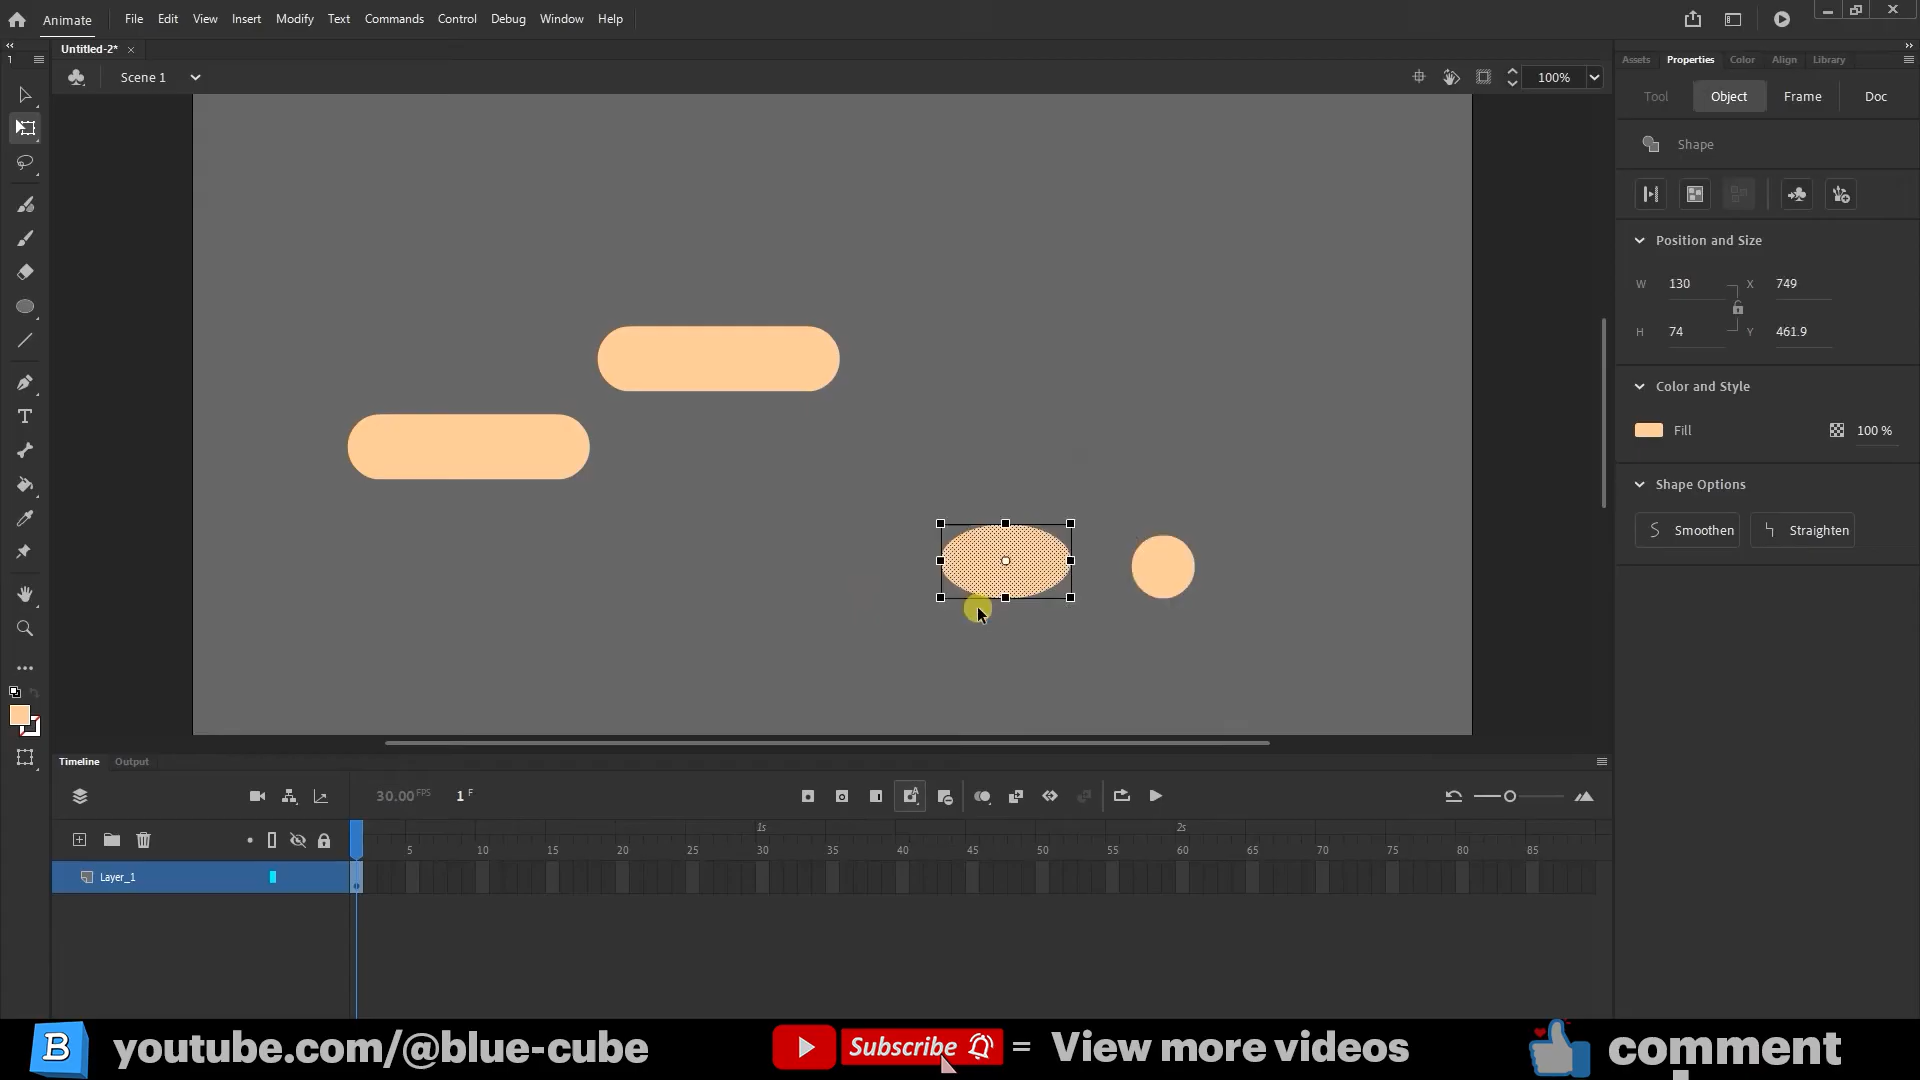 Animate File Edit View Insert Modify Text Commands Control Debug Window Help
Untitled-2*
1
Scene 1 100%
Assets Properties Color Align Library
Tool Object Frame Doc
Shape
Position and Size
W 130 X 749
H 74 Y 461.9
Color and Style
Fill 100 %
Shape Options
Smoothen Straighten
Timeline Output
30.00 FPS 1 F
1s 2s
5 10 15 20 25 30 35 40 45 50 55 60 65 70 75 80 85
Layer_1
B youtube.com/@blue-cube Subscribe = View more videos comment